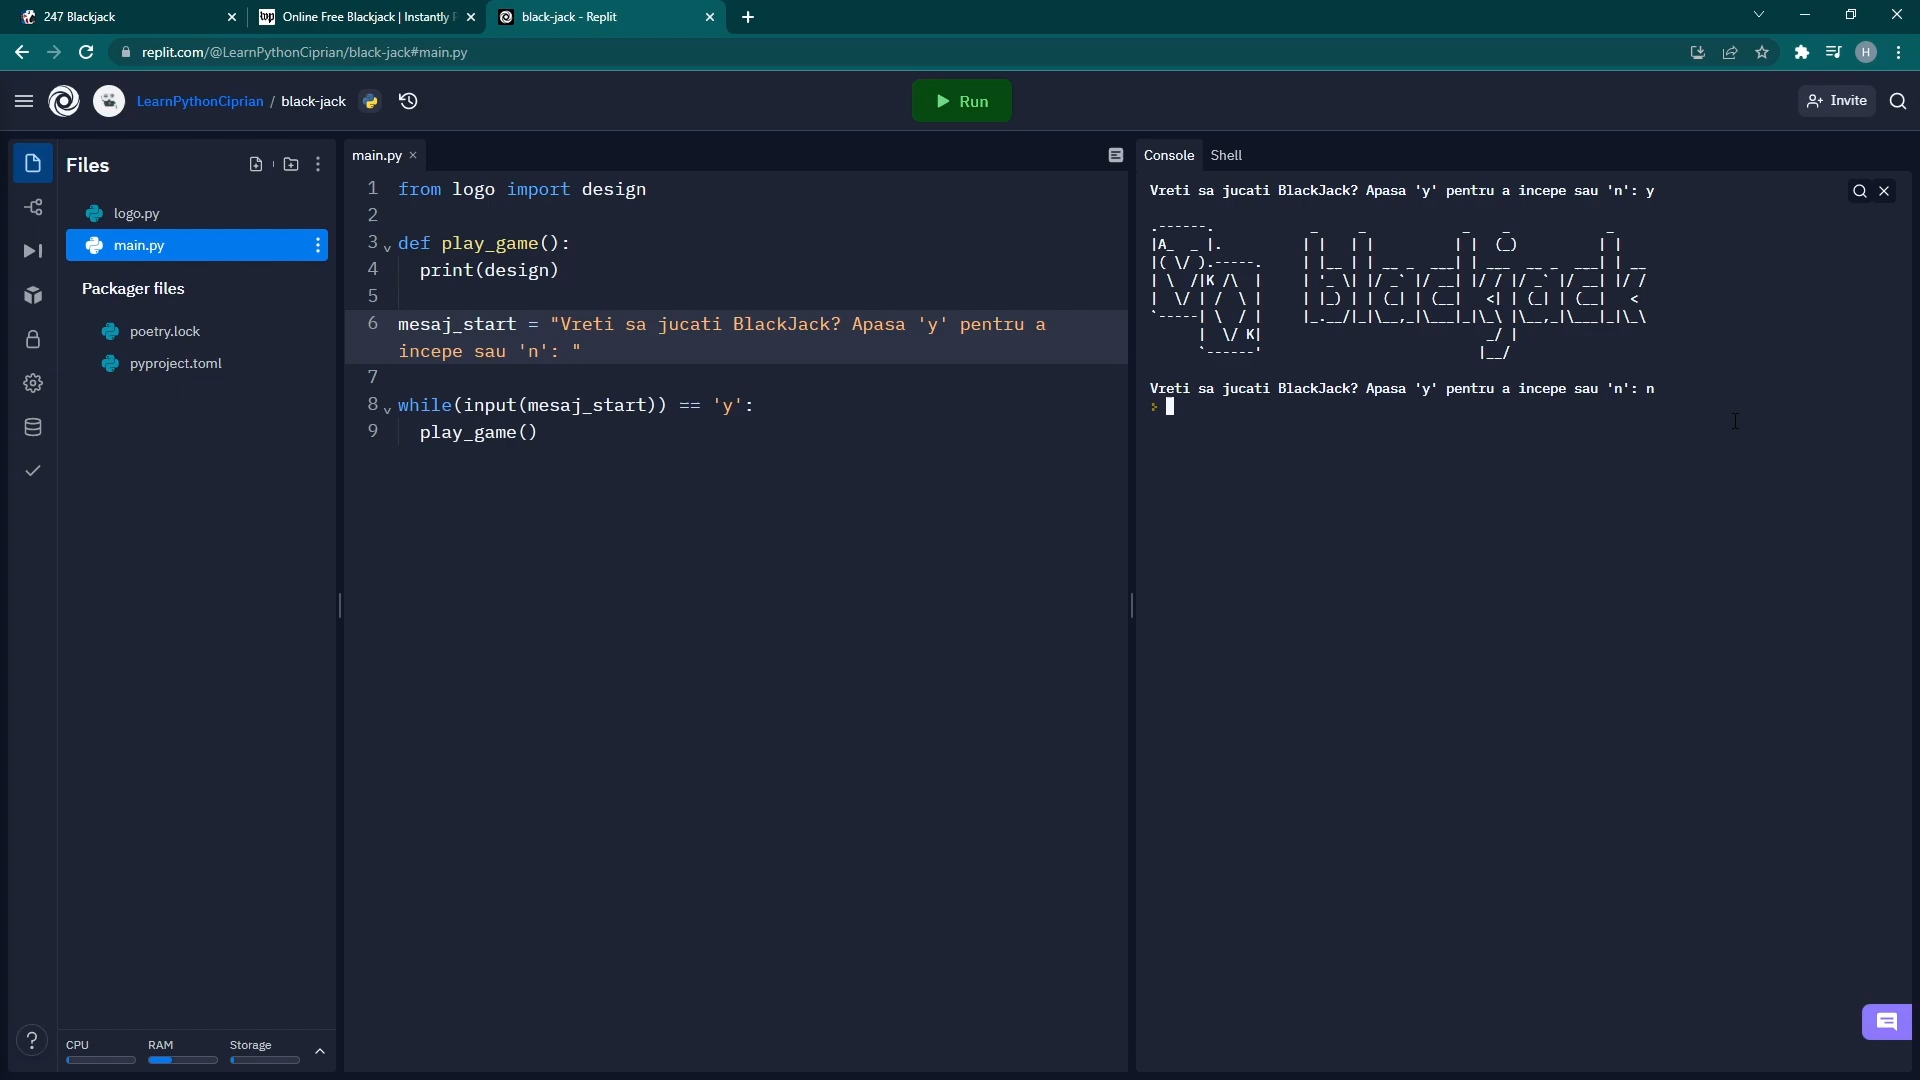 247 Blackjack
Online Free Blackjack | Instantly P
black-jack - Replit
replit.com/@LearnPythonCiprian/black-jack#main.py
H
LearnPythonCiprian / black-jack
Run
Invite
Files
logo.py
main.py
Packager files
poetry.lock
pyproject.toml
CPU
RAM
Storage
main.py
1 from logo import design
2
3 def play_game():
4 print(design)
5
6 mesaj_start = "Vreti sa jucati BlackJack? Apasa 'y' pentru a
incepe sau 'n': "
7
8 while(input(mesaj_start)) == 'y':
9 play_game()
Console
Shell
Vreti sa jucati BlackJack? Apasa 'y' pentru a incepe sau 'n': y
blackjack
Vreti sa jucati BlackJack? Apasa 'y' pentru a incepe sau 'n': n